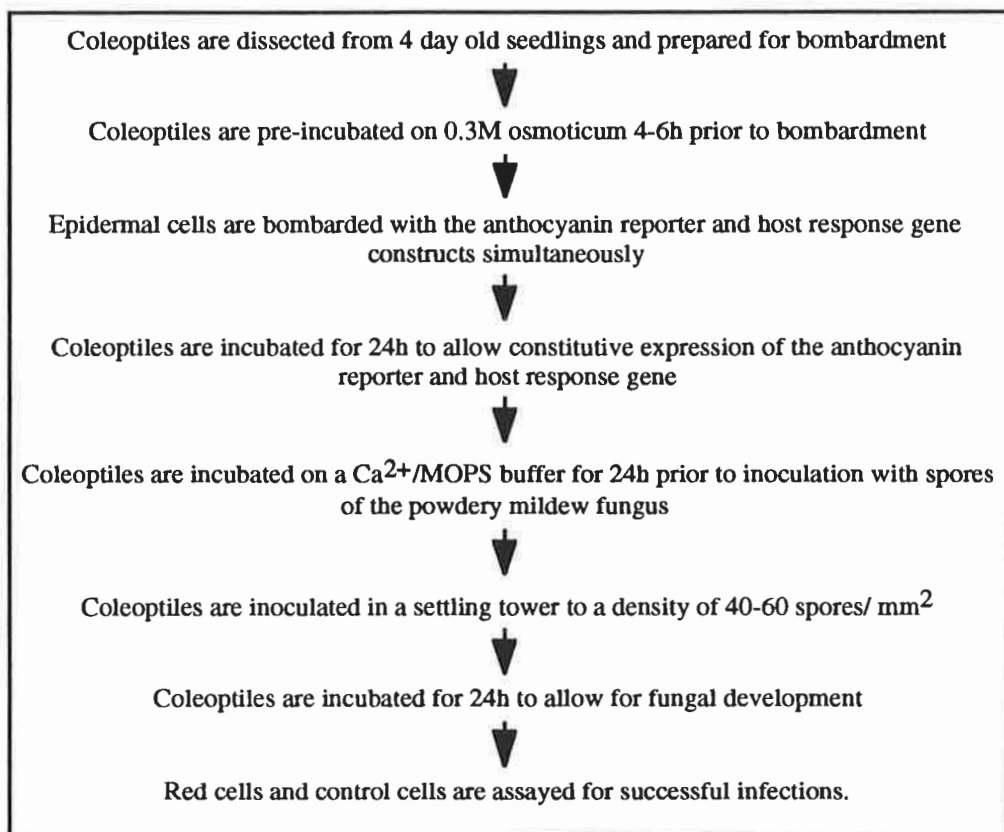 Coleoptiles are dissected from 4 day old seedlings and prepared for bombardment
Coleoptiles are pre-incubated on 0.3M osmoticum 4-6h prior to bombardment
Epidermal cells are bombarded with the anthocyanin reporter and host response gene
constructs simultaneously
Coleoptiles are incubated for 24h to allow constitutive expression of the anthocyanin
reporter and host response gene
Coleoptiles are incubated on a Ca2+/MOPS buffer for 24h prior to inoculation with spores
of the powdery mildew fungus
Coleoptiles are inoculated in a settling tower to a density of 40-60 spores/ mm2
Coleoptiles are incubated for 24h to allow for fungal development
Red cells and control cells are assayed for successful infections.